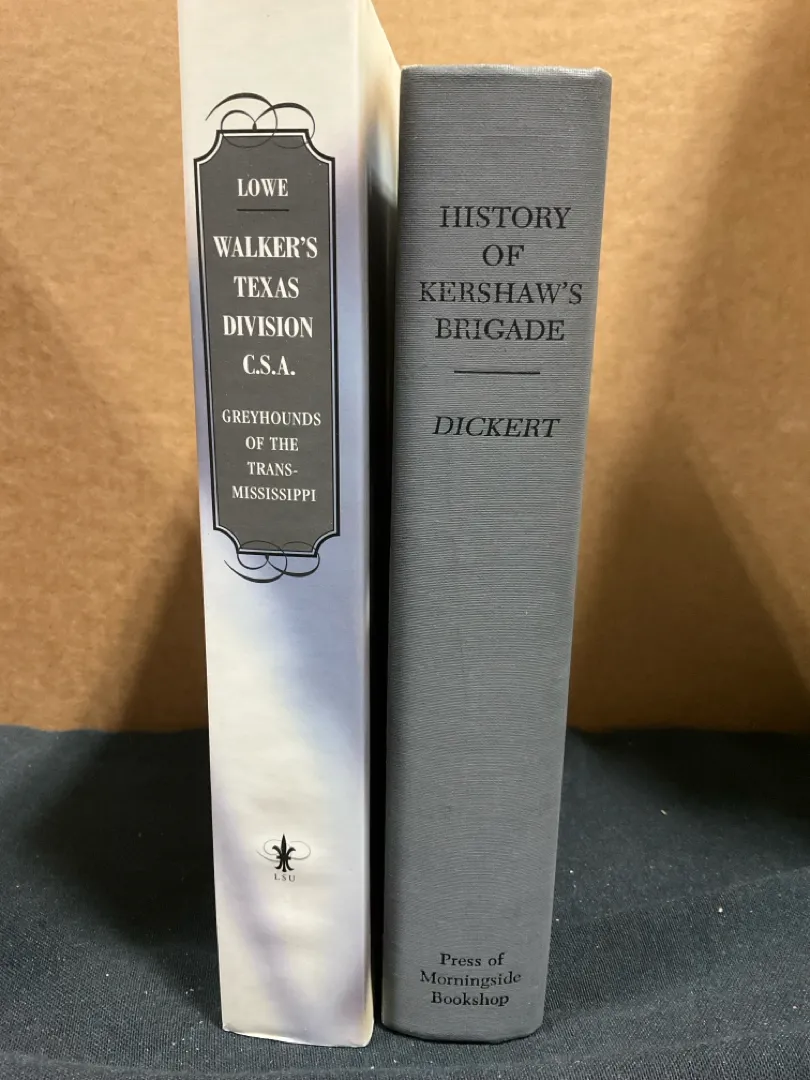 LOWE
WALKER'S
TEXAS
DIVISION
C.S.A.
GREYHOUNDS
OF THE
TRANS-
MISSISSIPPI
LSU
HISTORY
OF
KERSHAW'S
BRIGADE
DICKERT
Press of
Morningside
Bookshop